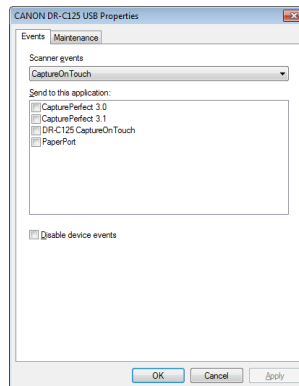 CANON DR-C125 USB Properties
Events Maintenance
Scanner events
CaptureOnTouch
Send to this application:
CapturePerfect 3.0
CapturePerfect 3.1
DR-C125 CaptureOnTouch
PaperPort
Disable device events
OK Cancel Apply